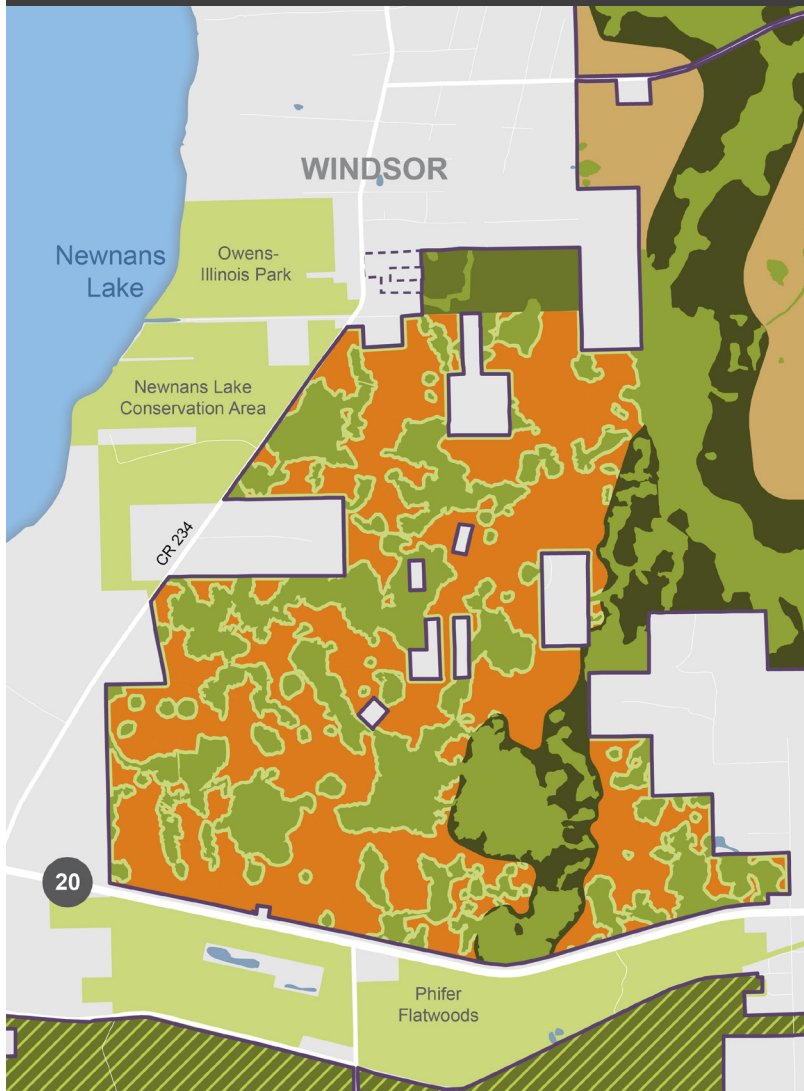 WINDSOR
Newnans
Lake
Owens-
Illinois Park
Newnans Lake
Conservation Area
CR 234
20
Phifer
Flatwoods